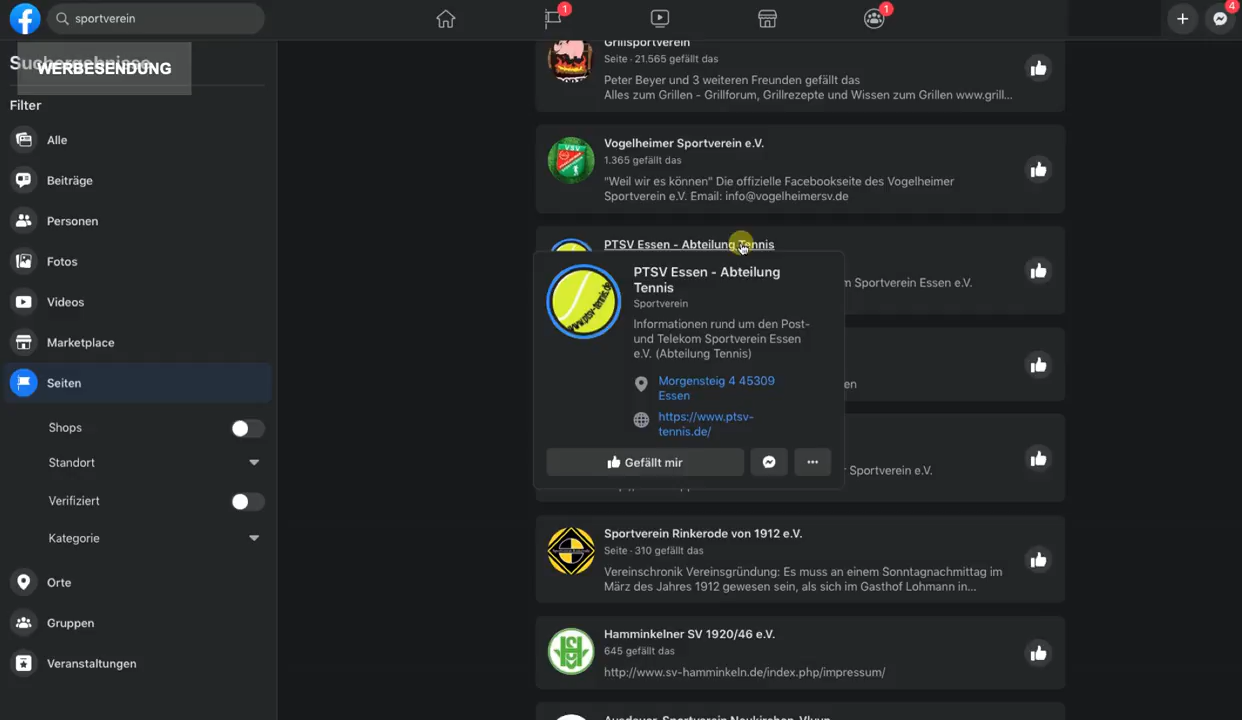 sportverein
1
1
4
Suchergebnisse
WERBESENDUNG
Filter
Alle
Beiträge
Personen
Fotos
Videos
Marketplace
Seiten
Shops
Standort
Verifiziert
Kategorie
Orte
Gruppen
Veranstaltungen
Grillsportverein
Seite · 21.565 gefällt das
Peter Beyer und 3 weiteren Freunden gefällt das
Alles zum Grillen - Grillforum, Grillrezepte und Wissen zum Grillen www.grill...
Vogelheimer Sportverein e.V.
1.365 gefällt das
"Weil wir es können" Die offizielle Facebookseite des Vogelheimer
Sportverein e.V. Email: info@vogelheimersv.de
PTSV Essen - Abteilung Tennis
m Sportverein Essen e.V.
PTSV Essen - Abteilung
Tennis
Sportverein
Informationen rund um den Post-
und Telekom Sportverein Essen
e.V. (Abteilung Tennis)
Morgensteig 4 45309
Essen
https://www.ptsv-
tennis.de/
Gefällt mir
en
Sportverein e.V.
Sportverein Rinkerode von 1912 e.V.
Seite · 310 gefällt das
Vereinschronik Vereinsgründung: Es muss an einem Sonntagnachmittag im
März des Jahres 1912 gewesen sein, als sich im Gasthof Lohmann in...
Hamminkelner SV 1920/46 e.V.
645 gefällt das
http://www.sv-hamminkeln.de/index.php/impressum/